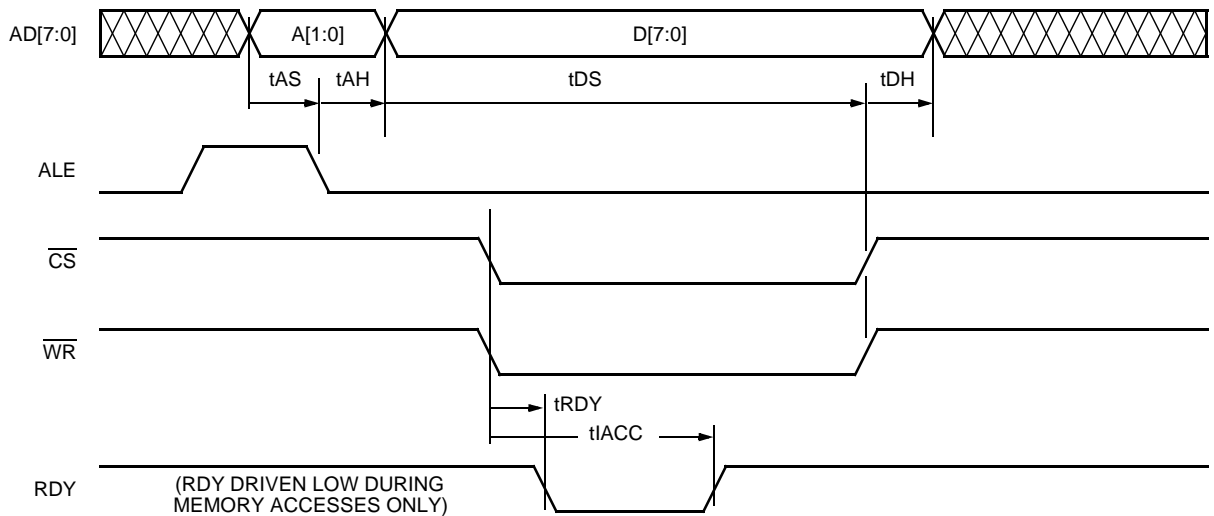 AD[7:0]
A[1:0]
D[7:0]
tAS
tAH
tDS
tDH
ALE
CS
WR
tRDY
tIACC
RDY
(RDY DRIVEN LOW DURING
MEMORY ACCESSES ONLY)